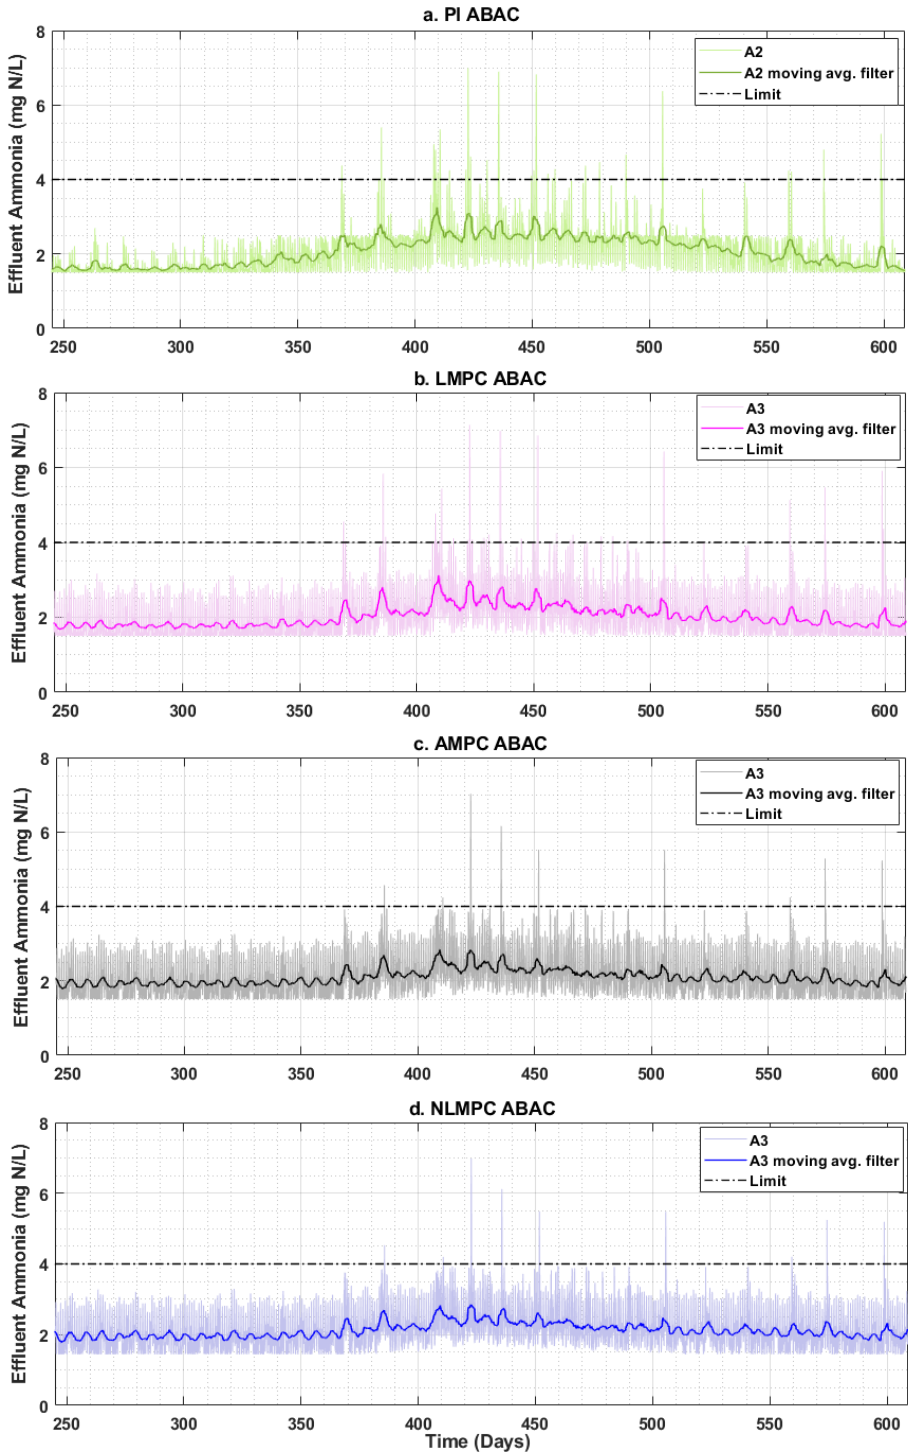 a. PI ABAC
Effluent Ammonia (mg N/L)
8
6
4
2
0
A2
A2 moving avg. filter
Limit
250 300 350 400 450 500 550 600
b. LMPC ABAC
Effluent Ammonia (mg N/L)
8
6
4
2
0
A3
A3 moving avg. filter
Limit
250 300 350 400 450 500 550 600
c. AMPC ABAC
Effluent Ammonia (mg N/L)
8
6
4
2
0
A3
A3 moving avg. filter
Limit
250 300 350 400 450 500 550 600
d. NLMPC ABAC
Effluent Ammonia (mg N/L)
8
6
4
2
0
A3
A3 moving avg. filter
Limit
250 300 350 400 450 500 550 600
Time (Days)